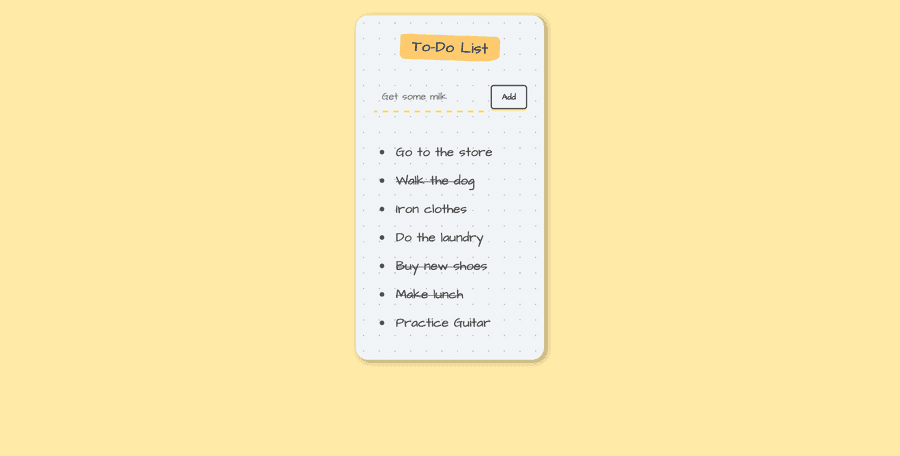 To-Do List
Get some milk
Add
Go to the store
Walk the dog
Iron clothes
Do the laundry
Buy new shoes
Make lunch
Practice Guitar